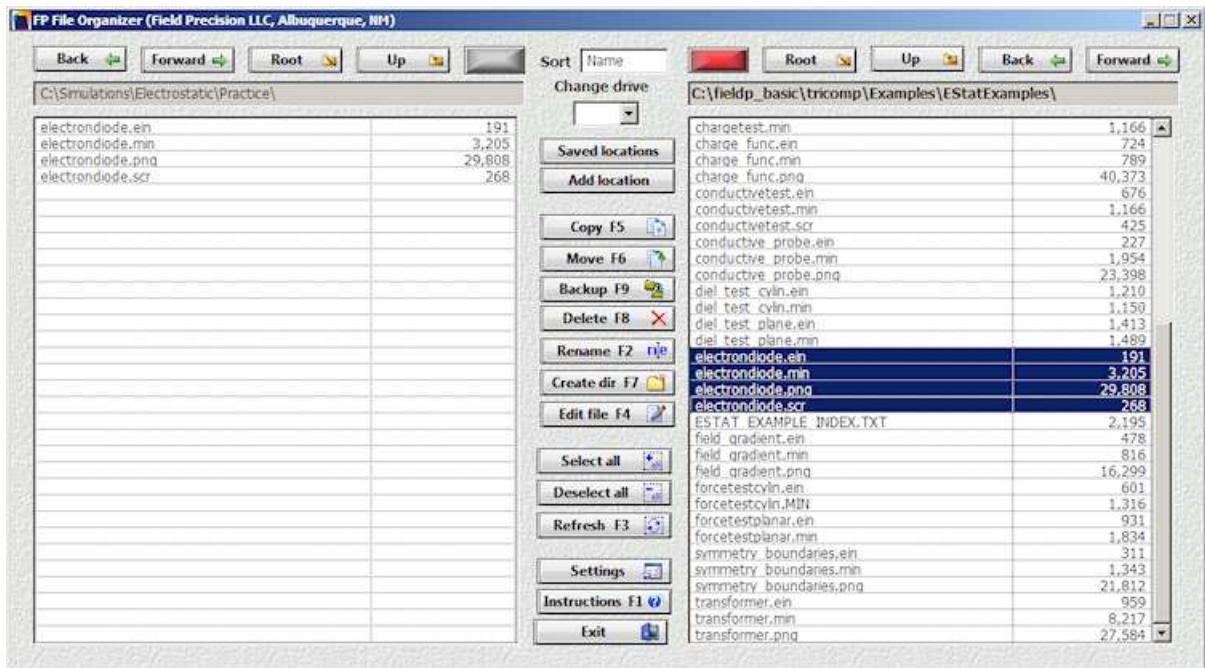 FP File Organizer (Field Precision LLC, Albuquerque, NM)
Back Forward Root Up Sort Name Root Up Back Forward
Change drive
C:\Simulations\Electrostatic\Practice\ C:\fieldp_basic\tricomp\Examples\EStatExamples\
electrondiode.ein 191
electrondiode.min 3,205
electrondiode.png 29,808
electrondiode.scr 268
Saved locations
Add location
Copy F5
Move F6
Backup F9
Delete F8
Rename F2
Create dir F7
Edit file F4
Select all
Deselect all
Refresh F3
Settings
Instructions F1
Exit
chargetest.min 1,166
charge_func.ein 724
charge_func.min 789
charge_func.png 40,373
conductivetest.ein 676
conductivetest.min 1,166
conductivetest.scr 425
conductive_probe.ein 227
conductive_probe.min 1,954
conductive_probe.png 23,398
diel_test_cylin.ein 1,210
diel_test_cylin.min 1,150
diel_test_plane.ein 1,413
diel_test_plane.min 1,489
electrondiode.ein 191
electrondiode.min 3,205
electrondiode.png 29,808
electrondiode.scr 268
ESTAT_EXAMPLE_INDEX.TXT 2,195
field_gradient.ein 478
field_gradient.min 816
field_gradient.png 16,299
forcetestcylin.ein 601
forcetestcylin.MIN 1,316
forcetestplanar.ein 931
forcetestplanar.min 1,834
symmetry_boundaries.ein 311
symmetry_boundaries.min 1,343
symmetry_boundaries.png 21,812
transformer.ein 959
transformer.min 8,217
transformer.png 27,584